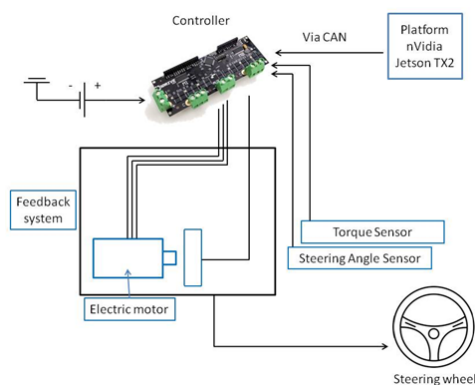 Controller
Via CAN
Platform
nVidia
Jetson TX2
-
+
Feedback
system
Torque Sensor
Steering Angle Sensor
Electric motor
Steering wheel